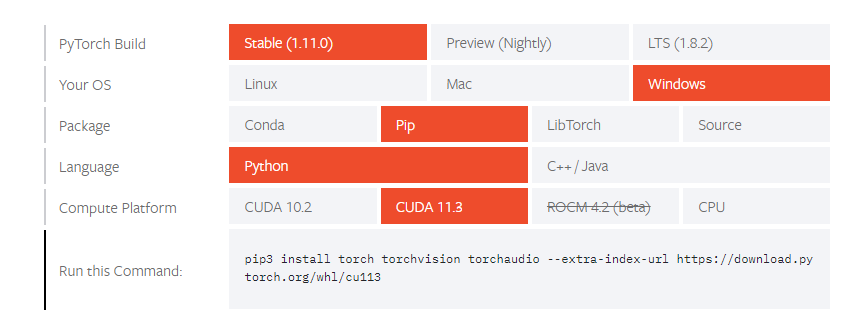 PyTorch Build Stable (1.11.0) Preview (Nightly) LTS (1.8.2)
Your OS Linux Mac Windows
Package Conda Pip LibTorch Source
Language Python C++ / Java
Compute Platform CUDA 10.2 CUDA 11.3 ROCM 4.2 (beta) CPU
Run this Command: pip3 install torch torchvision torchaudio --extra-index-url https://download.py
torch.org/whl/cu113